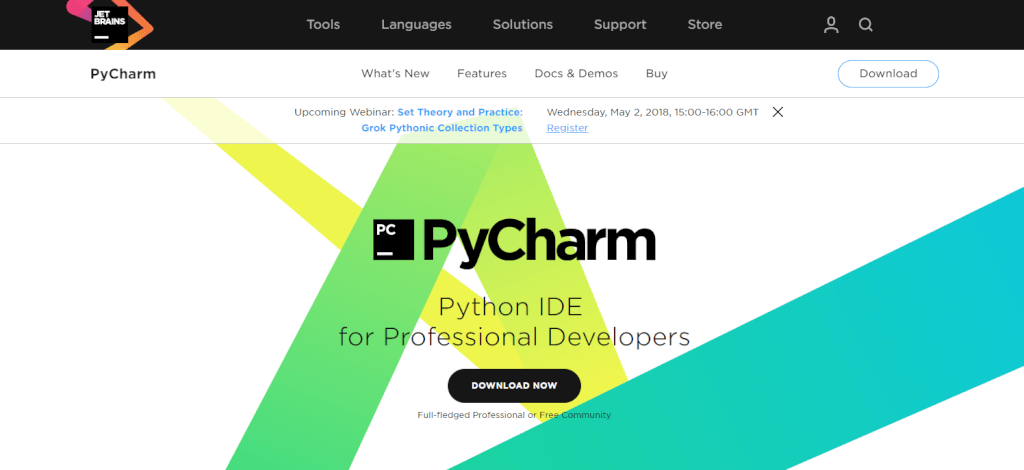 JET
BRAINS
Tools Languages Solutions Support Store
PyCharm What's New Features Docs & Demos Buy Download
Upcoming Webinar: Set Theory and Practice: Wednesday, May 2, 2018, 15:00-16:00 GMT
Grok Pythonic Collection Types Register
PC PyCharm
Python IDE
for Professional Developers
DOWNLOAD NOW
Full-fledged Professional or Free Community